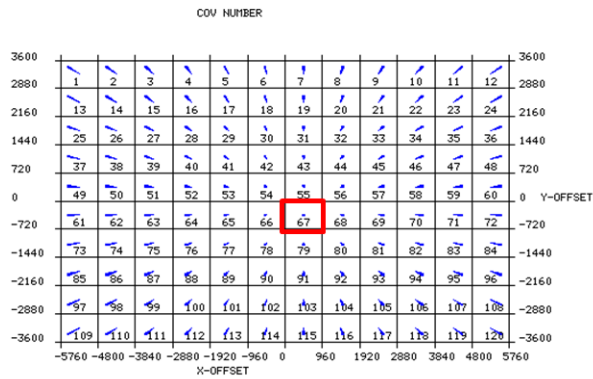 COV NUMBER
3600 3600
1 2 3 4 5 6 7 8 9 10 11 12
2880 2880
13 14 15 16 17 18 19 20 21 22 23 24
2160 2160
25 26 27 28 29 30 31 32 33 34 35 36
1440 1440
37 38 39 40 41 42 43 44 45 46 47 48
720 720
49 50 51 52 53 54 55 56 57 58 59 60
0 0 Y-OFFSET
61 62 63 64 65 66 67 68 69 70 71 72
-720 -720
73 74 75 76 77 78 79 80 81 82 83 84
-1440 -1440
85 86 87 88 89 90 91 92 93 94 95 96
-2160 -2160
97 98 99 100 101 102 103 104 105 106 107 108
-2880 -2880
109 110 111 112 113 114 115 116 117 118 119 120
-3600 -3600
-5760 -4800 -3840 -2880 -1920 -960 0 960 1920 2880 3840 4800 5760
X-OFFSET